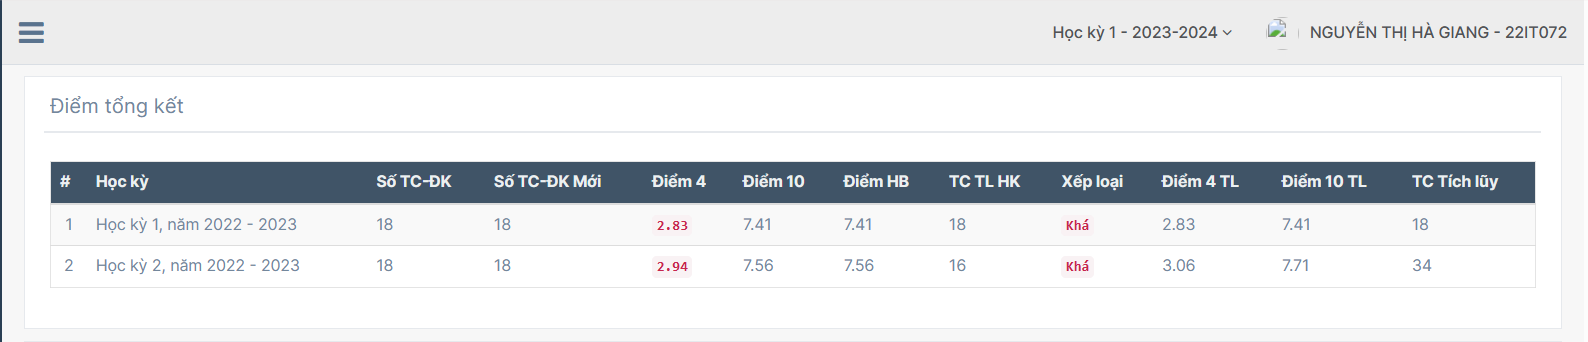 Học kỳ 1 - 2023-2024 NGUYỄN THỊ HÀ GIANG - 22IT072
Điểm tổng kết
# Học kỳ Số TC-ĐK Số TC-ĐK Mới Điểm 4 Điểm 10 Điểm HB TC TL HK Xếp loại Điểm 4 TL Điểm 10 TL TC Tích lũy
1 Học kỳ 1, năm 2022 - 2023 18 18 2.83 7.41 7.41 18 Khá 2.83 7.41 18
2 Học kỳ 2, năm 2022 - 2023 18 18 2.94 7.56 7.56 16 Khá 3.06 7.71 34